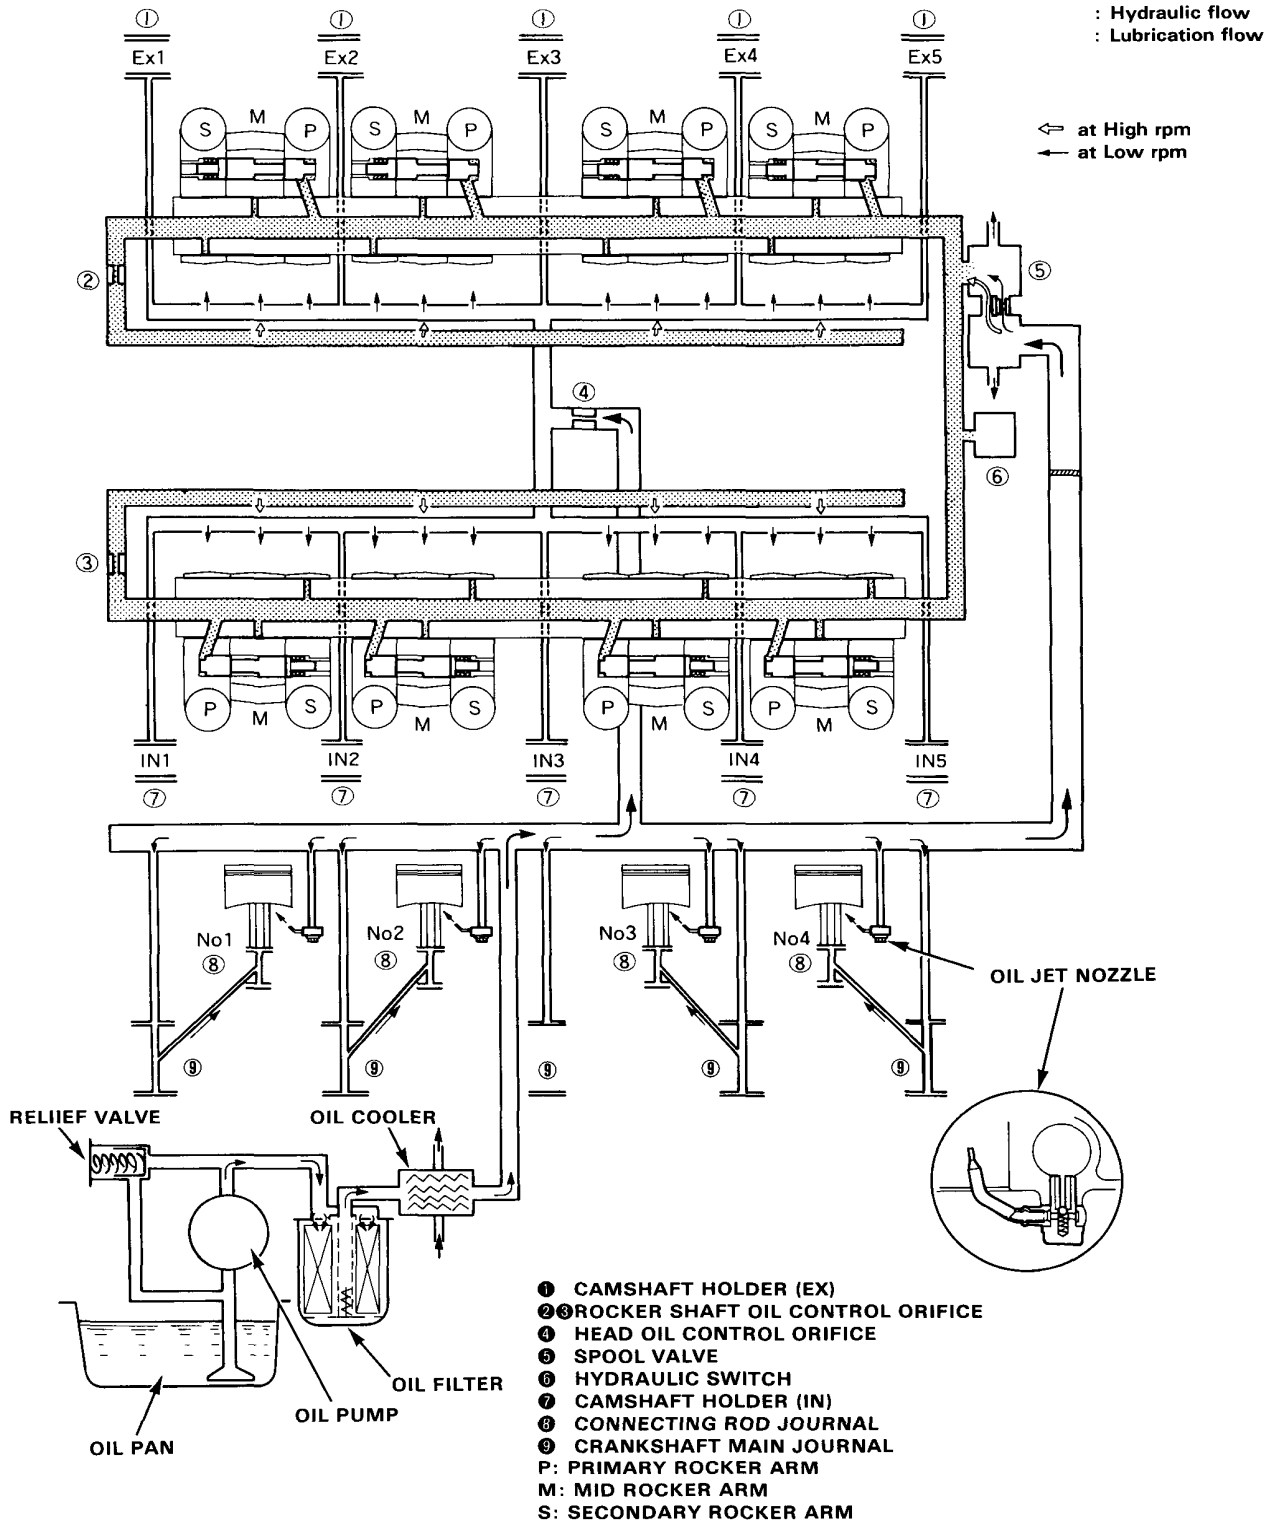 : Hydraulic flow
: Lubrication flow
① ① ① ① ①
Ex1 Ex2 Ex3 Ex4 Ex5
at High rpm
at Low rpm
S M P S M P S M P S M P
②
⑤
④
⑥
③
P M S P M S P M S P M S
IN1 IN2 IN3 IN4 IN5
⑦ ⑦ ⑦ ⑦ ⑦
No1 No2 No3 No4
⑧ ⑧ ⑧ ⑧
OIL JET NOZZLE
⑨ ⑨ ⑨ ⑨ ⑨
RELIIEF VALVE
OIL COOLER
OIL FILTER
OIL PUMP
OIL PAN
❶ CAMSHAFT HOLDER (EX)
❷❸ROCKER SHAFT OIL CONTROL ORIFICE
❹ HEAD OIL CONTROL ORIFICE
❺ SPOOL VALVE
❻ HYDRAULIC SWITCH
❼ CAMSHAFT HOLDER (IN)
❽ CONNECTING ROD JOURNAL
❾ CRANKSHAFT MAIN JOURNAL
P: PRIMARY ROCKER ARM
M: MID ROCKER ARM
S: SECONDARY ROCKER ARM